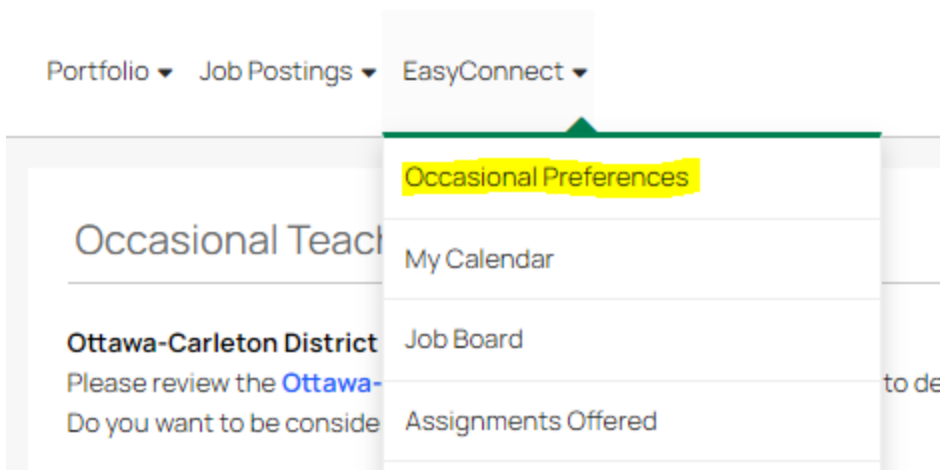 Portfolio Job Postings EasyConnect
Occasional Preferences
Occasional Teac
My Calendar
Job Board
Ottawa-Carleton District
Please review the Ottawa- to de
Do you want to be conside
Assignments Offered